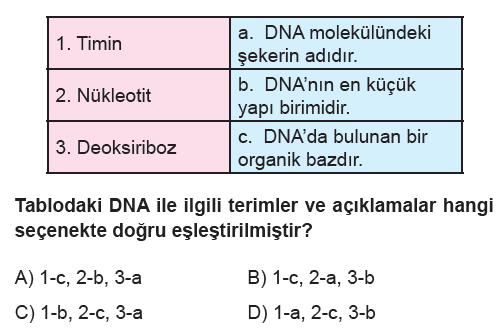 1. Timin
a. DNA molekülündeki
şekerin adıdır.
2. Nükleotit
b. DNA’nın en küçük
yapı birimidir.
3. Deoksiriboz
c. DNA’da bulunan bir
organik bazdır.
Tablodaki DNA ile ilgili terimler ve açıklamalar hangi
seçenekte doğru eşleştirilmiştir?
A) 1-c, 2-b, 3-a
B) 1-c, 2-a, 3-b
C) 1-b, 2-c, 3-a
D) 1-a, 2-c, 3-b